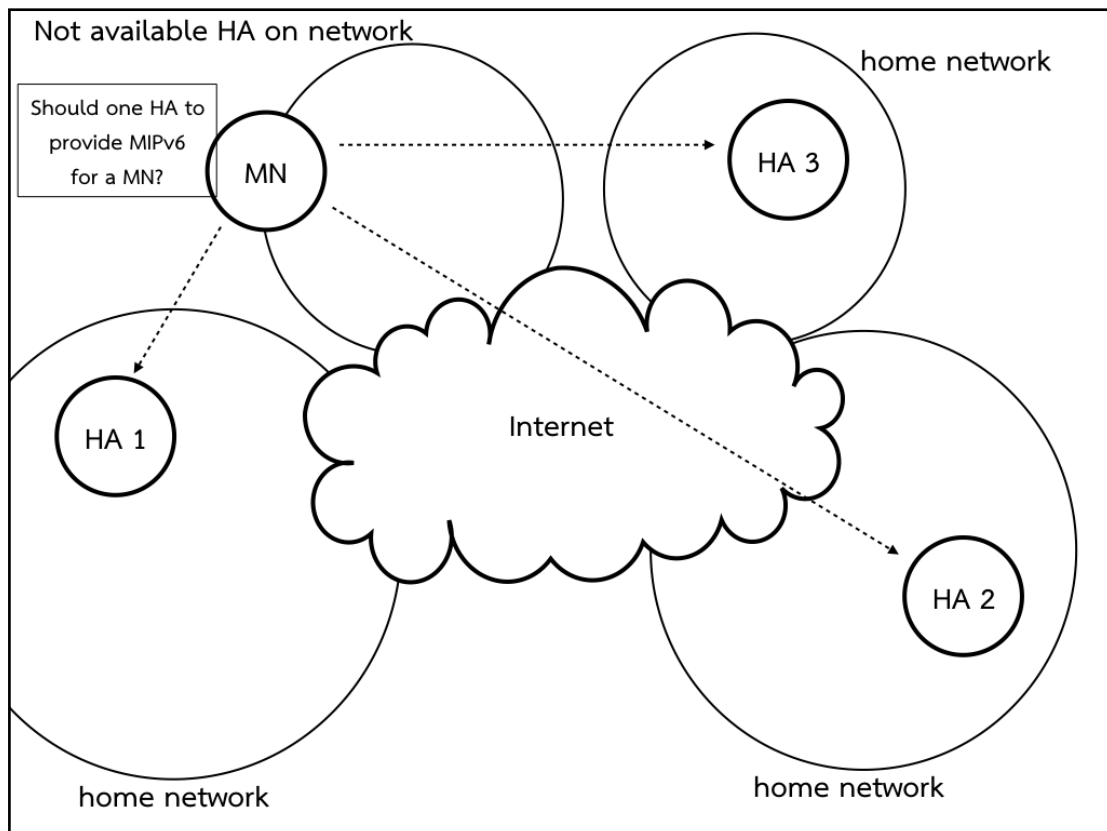 Not available HA on network
home network
Should one HA to
provide MIPv6
for a MN?
MN
HA 3
HA 1
Internet
HA 2
home network
home network